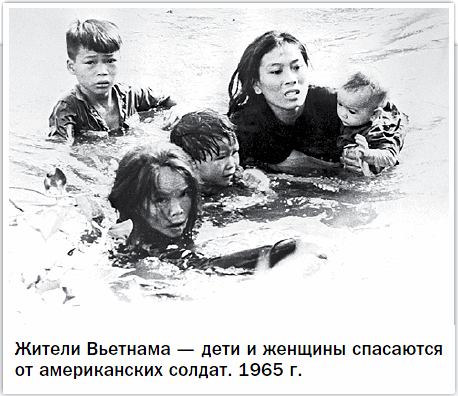 Жители Вьетнама — дети и женщины спасаются
от американских солдат. 1965 г.